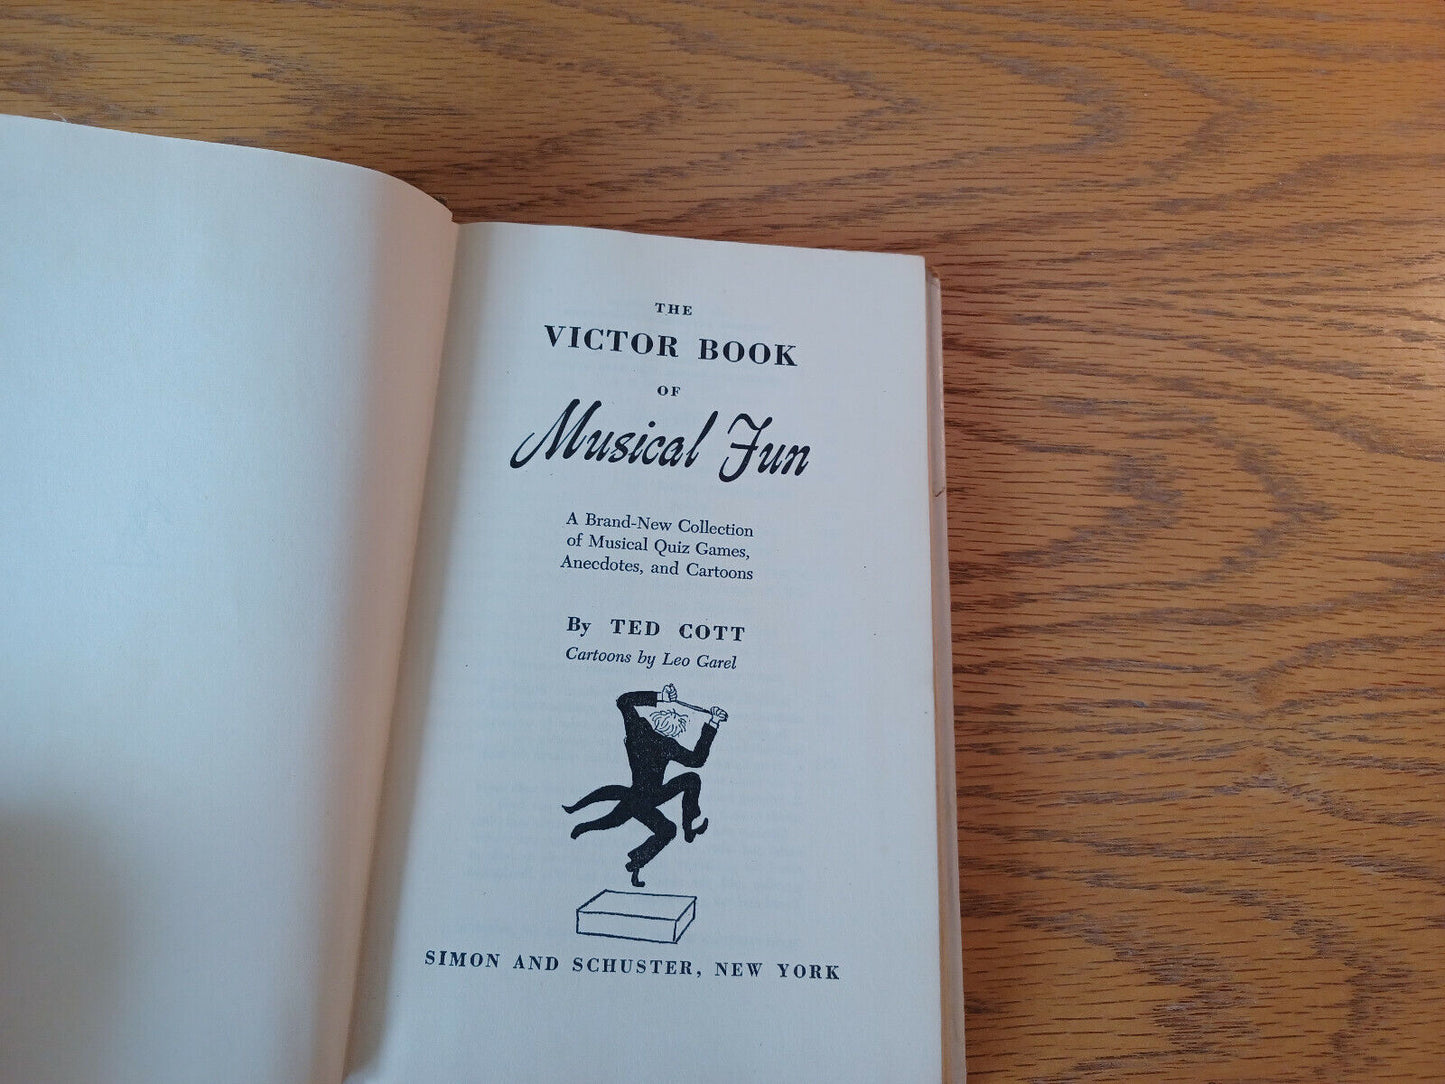 THE
VICTOR BOOK
OF
Musical Fun
A Brand-New Collection
of Musical Quiz Games,
Anecdotes, and Cartoons
By TED COTT
Cartoons by Leo Garel
SIMON AND SCHUSTER, NEW YORK